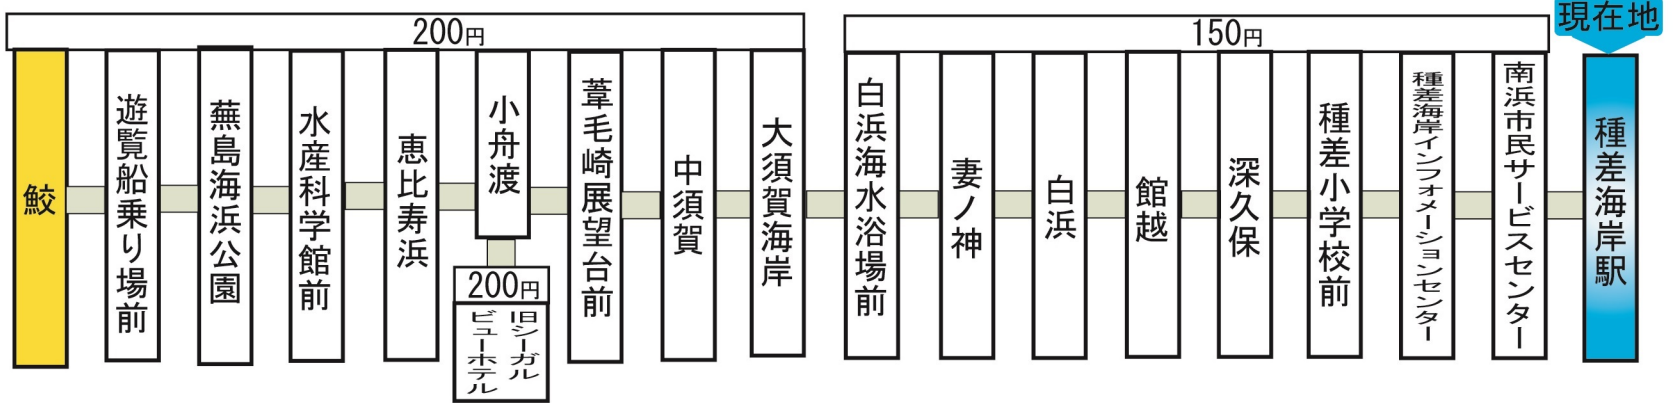 200円
150円
現在地
鮫
遊覧船乗り場前
蕪島海浜公園
水産科学館前
恵比寿浜
小舟渡
200円
旧シーガル
ビューホテル
葦毛崎展望台前
中須賀
大須賀海岸
白浜海水浴場前
妻ノ神
白浜
館越
深久保
種差小学校前
種差海岸インフォメーションセンター
南浜市民サービスセンター
種差海岸駅